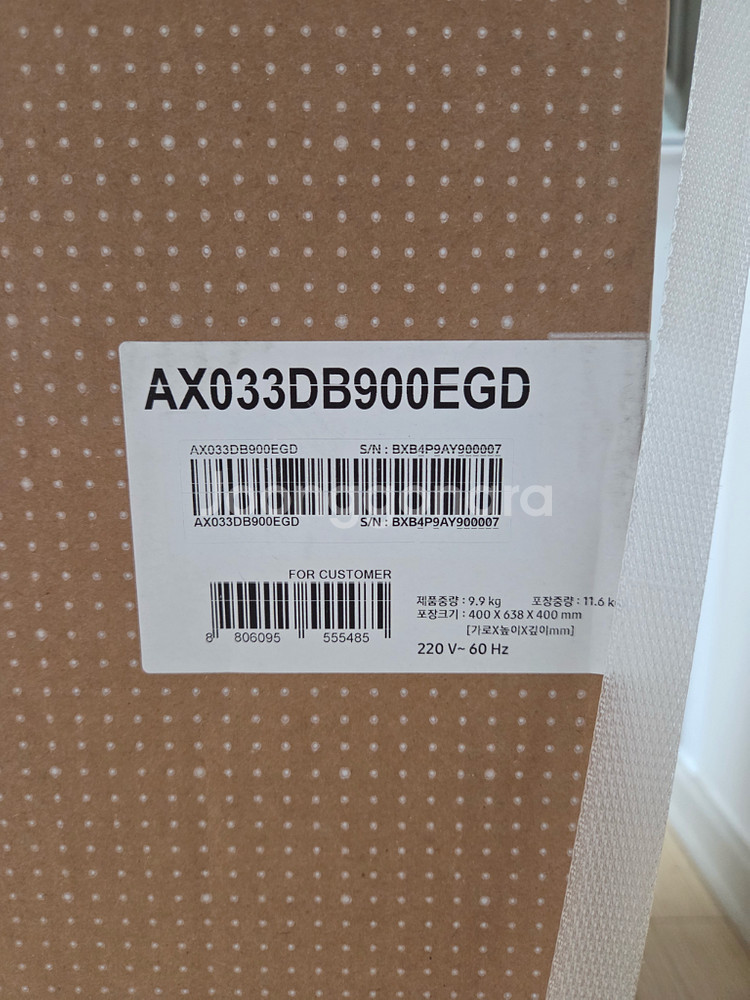 AX033DB900EGD
AX033DB900EGD S/N : BXB4P9AY900007
AX033DB900EGD S/N : BXB4P9AY900007
joongonara
FOR CUSTOMER
8 806095 555485
제품중량 : 9.9 kg 포장중량 : 11.6 k
포장크기 : 400 X 638 X 400 mm
[가로X높이X깊이mm]
220 V~ 60 Hz